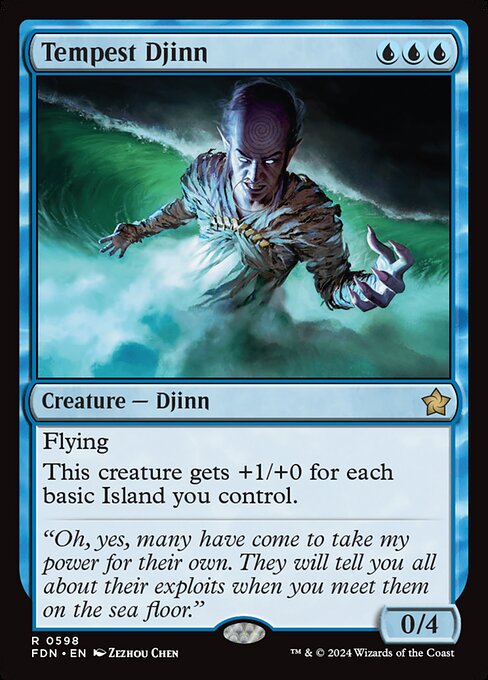 Tempest Djinn
Creature — Djinn
Flying
This creature gets +1/+0 for each
basic Island you control.
“Oh, yes, many have come to take my
power for their own. They will tell you all
about their exploits when you meet them
on the sea floor.”
0/4
R 0598
FDN • EN Zezhou Chen
™ & © 2024 Wizards of the Coast